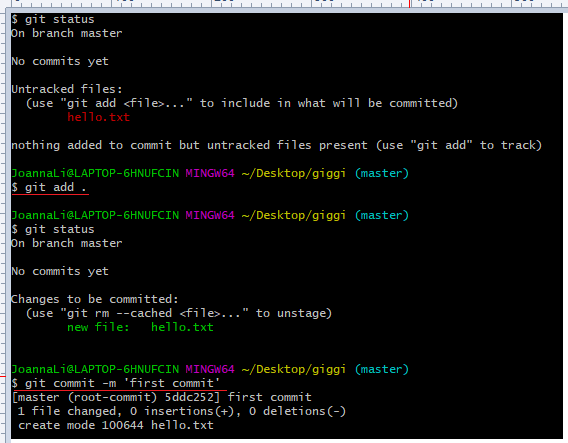 $ git status
On branch master
No commits yet
Untracked files:
(use "git add <file>..." to include in what will be committed)
hello.txt
nothing added to commit but untracked files present (use "git add" to track)
JoannaLi@LAPTOP-6HNUFCIN MINGW64 ~/Desktop/giggi (master)
$ git add .
JoannaLi@LAPTOP-6HNUFCIN MINGW64 ~/Desktop/giggi (master)
$ git status
On branch master
No commits yet
Changes to be committed:
(use "git rm --cached <file>..." to unstage)
new file:   hello.txt
JoannaLi@LAPTOP-6HNUFCIN MINGW64 ~/Desktop/giggi (master)
$ git commit -m 'first commit'
[master (root-commit) 5ddc252] first commit
1 file changed, 0 insertions(+), 0 deletions(-)
create mode 100644 hello.txt